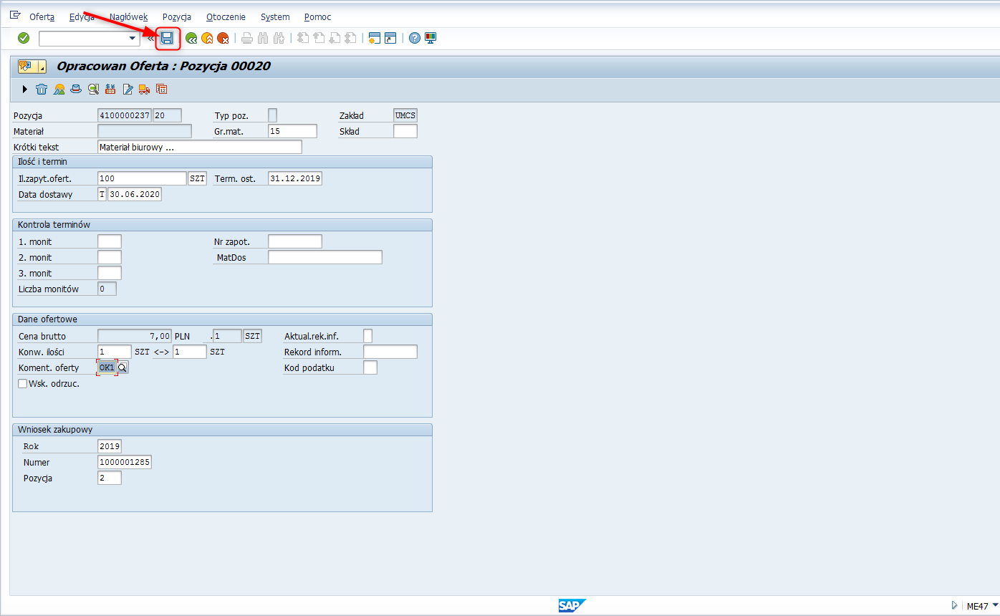 Oferta Edycja Nagłówek Pozycja Otoczenie System Pomoc
Opracowan Oferta : Pozycja 00020
Pozycja 4100000237 20 Typ poz. Zakład UMCS
Materiał Gr.mat. 15 Skład
Krótki tekst Materiał biurowy ...
Ilość i termin
Il.zapyt.ofert. 100 SZT Term. ost. 31.12.2019
Data dostawy T 30.06.2020
Kontrola terminów
1. monit Nr zapot.
2. monit MatDos
3. monit
Liczba monitów 0
Dane ofertowe
Cena brutto 7,00 PLN . 1 SZT Aktual.rek.inf.
Konw. ilości 1 SZT <-> 1 SZT Rekord inform.
Koment. oferty OK1 Kod podatku
Wsk. odrzuc.
Wniosek zakupowy
Rok 2019
Numer 1000001285
Pozycja 2
SAP ME47